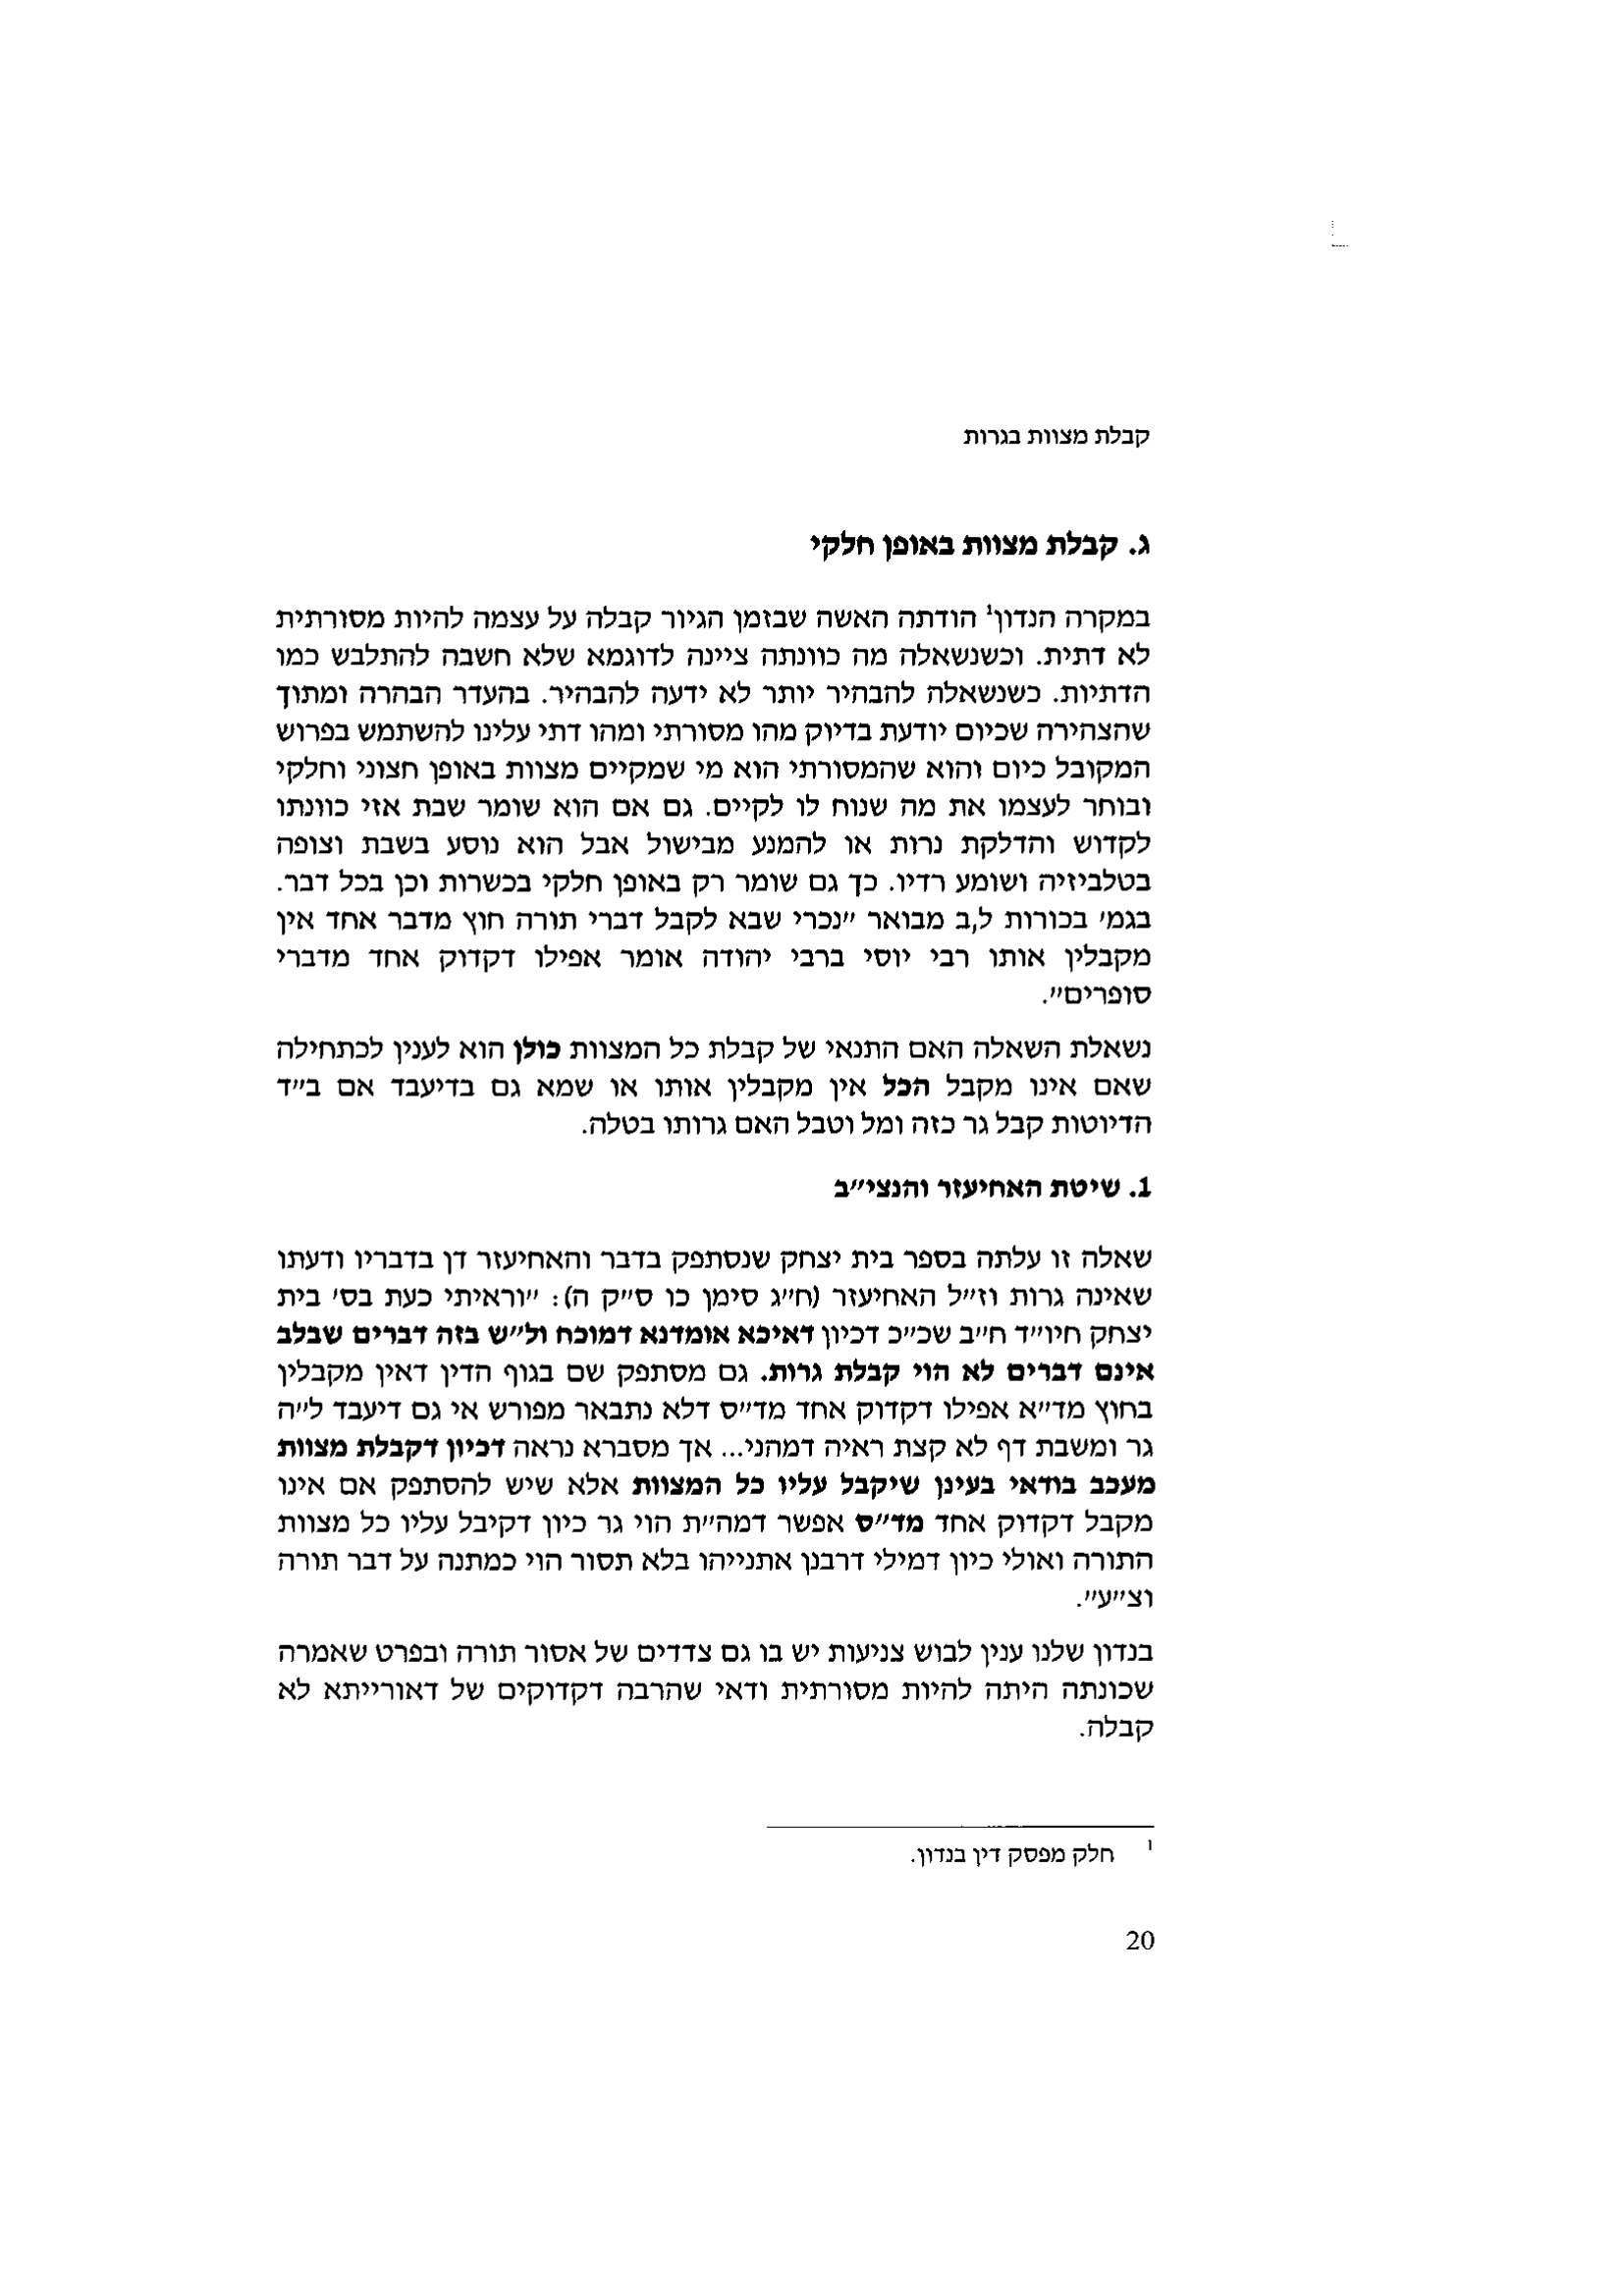 קבלת מצוות בגרות
ג. קבלת מצוות באופן חלקי
במקרה הנדון¹ הודתה האשה שבזמן הגיור קבלה על עצמה להיות מסורתית
לא דתית. וכשנשאלה מה כוונתה ציינה לדוגמא שלא חשבה להתלבש כמו
הדתיות. כשנשאלה להבהיר יותר לא ידעה להבהיר. בהעדר הבהרה ומתוך
שהצהירה שכיום יודעת בדיוק מהו מסורתי ומהו דתי עלינו להשתמש בפרוש
המקובל כיום והוא שהמסורתי הוא מי שמקיים מצוות באופן חצוני וחלקי
ובוחר לעצמו את מה שנוח לו לקיים. גם אם הוא שומר שבת אזי כוונתו
לקדוש והדלקת נרות או להמנע מבישול אבל הוא נוסע בשבת וצופה
בטלביזיה ושומע רדיו. כך גם שומר רק באופן חלקי בכשרות וכן בכל דבר.
בגמ' בכורות ל,ב מבואר "נכרי שבא לקבל דברי תורה חוץ מדבר אחד אין
מקבלין אותו רבי יוסי ברבי יהודה אומר אפילו דקדוק אחד מדברי
סופרים".
נשאלת השאלה האם התנאי של קבלת כל המצוות כולן הוא לענין לכתחילה
שאם אינו מקבל הכל אין מקבלין אותו או שמא גם בדיעבד אם ב"ד
הדיוטות קבל גר כזה ומל וטבל האם גרותו בטלה.
1. שיטת האחיעזר והנצי"ב
שאלה זו עלתה בספר בית יצחק שנסתפק בדבר והאחיעזר דן בדבריו ודעתו
שאינה גרות וז"ל האחיעזר (ח"ג סימן כו ס"ק ה): "וראיתי כעת בס' בית
יצחק חיו"ד ח"ב שכ"כ דכיון דאיכא אומדנא דמוכח ול"ש בזה דברים שבלב
אינם דברים לא הוי קבלת גרות. גם מסתפק שם בגוף הדין דאין מקבלין
בחוץ מד"א אפילו דקדוק אחד מד"ס דלא נתבאר מפורש אי גם דיעבד ל"ה
גר ומשבת דף לא קצת ראיה דמהני... אך מסברא נראה דכיון דקבלת מצוות
מעכב בודאי בעינן שיקבל עליו כל המצוות אלא שיש להסתפק אם אינו
מקבל דקדוק אחד מד"ס אפשר דמה"ת הוי גר כיון דקיבל עליו כל מצוות
התורה ואולי כיון דמילי דרבנן אתנייהו בלא תסור הוי כמתנה על דבר תורה
וצ"ע".
בנדון שלנו ענין לבוש צניעות יש בו גם צדדים של אסור תורה ובפרט שאמרה
שכונתה היתה להיות מסורתית ודאי שהרבה דקדוקים של דאורייתא לא
קבלה.
¹ חלק מפסק דין בנדון.
20